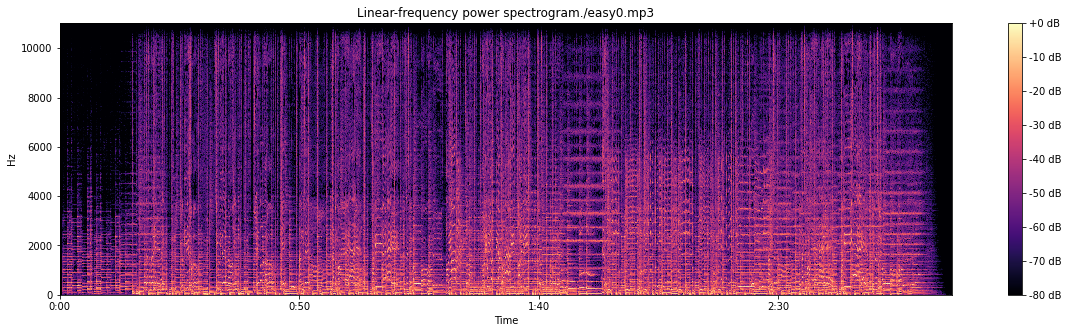 Linear-frequency power spectrogram./easy0.mp3
10000
8000
6000
4000
2000
0
Hz
0:00
0:50
1:40
2:30
Time
+0 dB
-10 dB
-20 dB
-30 dB
-40 dB
-50 dB
-60 dB
-70 dB
-80 dB